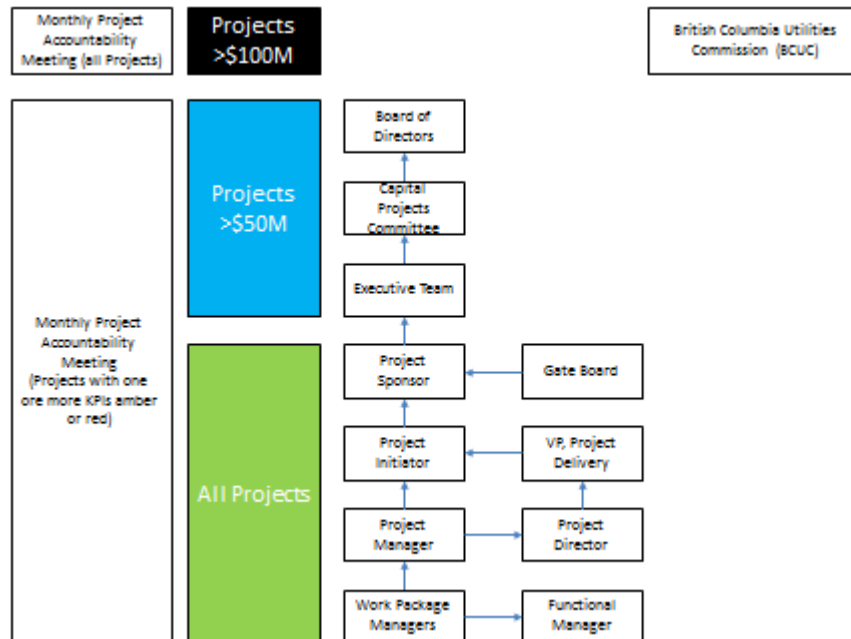 Monthly Project
Accountability
Meeting (all Projects)
Projects
>$100M
British Columbia Utilities
Commission (BCUC)
Monthly Project
Accountability
Meeting
(Projects with one
ore more KPIs amber
or red)
Projects
>$50M
Board of
Directors
Capital
Projects
Committee
Executive Team
All Projects
Project
Sponsor
Gate Board
Project
Initiator
VP, Project
Delivery
Project
Manager
Project
Director
Work Package
Managers
Functional
Manager